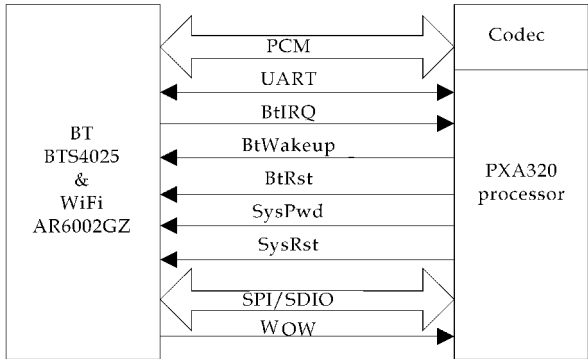 PCM
Codec
UART
BtIRQ
BtWakeup
BtRst
SysPwd
SysRst
SPI/SDIO
WOW
BT
BTS4025
&
WiFi
AR6002GZ
PXA320
processor